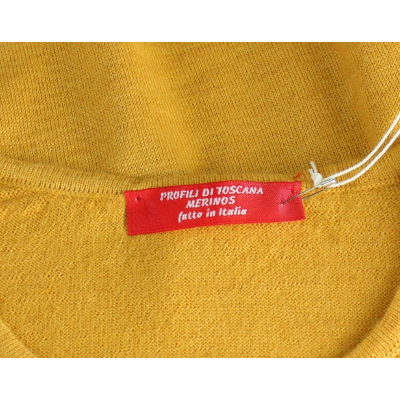 PROFILI DI TOSCANA
MERINOS
fatto in Italia